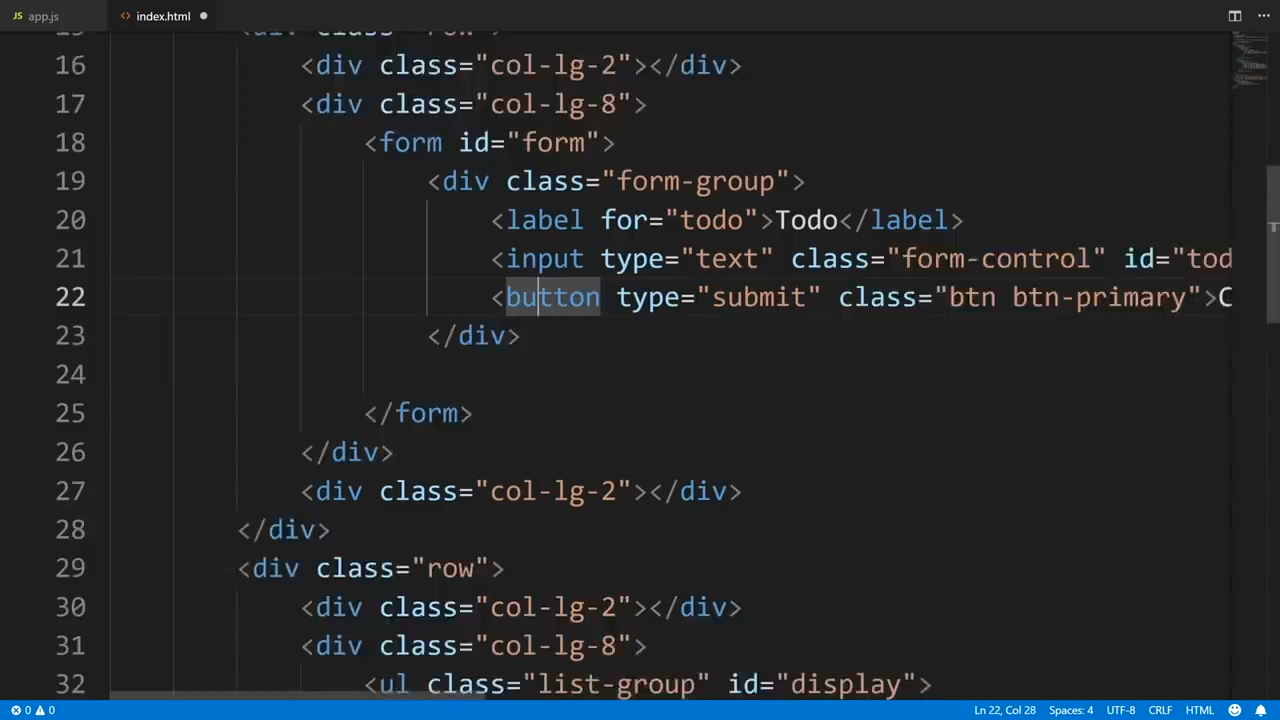 JS app.js
<> index.html
15 <div class="row">
16 <div class="col-lg-2"></div>
17 <div class="col-lg-8">
18 <form id="form">
19 <div class="form-group">
20 <label for="todo">Todo</label>
21 <input type="text" class="form-control" id="tod
22 <button type="submit" class="btn btn-primary">C
23 </div>
24
25 </form>
26 </div>
27 <div class="col-lg-2"></div>
28 </div>
29 <div class="row">
30 <div class="col-lg-2"></div>
31 <div class="col-lg-8">
32 <ul class="list-group" id="display">
0 0 Ln 22, Col 28 Spaces: 4 UTF-8 CRLF HTML